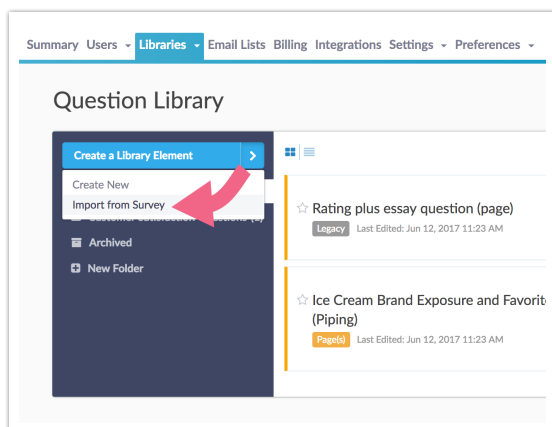 Summary Users Libraries Email Lists Billing Integrations Settings Preferences
Question Library
Create a Library Element
Create New
Import from Survey
Archived
New Folder
Rating plus essay question (page)
Legacy Last Edited: Jun 12, 2017 11:23 AM
Ice Cream Brand Exposure and Favorit
(Piping)
Page(s) Last Edited: Jun 12, 2017 11:23 AM